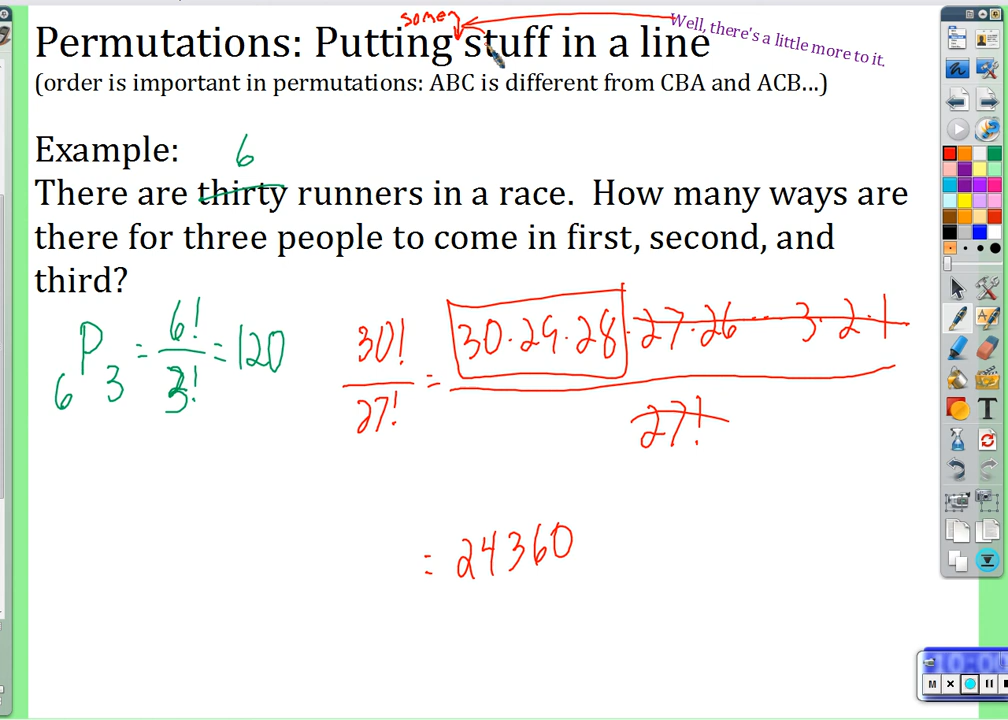 some
Well, there's a little more to it.
Permutations: Putting stuff in a line
(order is important in permutations: ABC is different from CBA and ACB...)
Example:
6
There are thirty runners in a race. How many ways are
there for three people to come in first, second, and
third?
6P3 = 6!/3! = 120
30!/27! = 30·29·28·27·26 ... 3·2·1/27!
= 24360